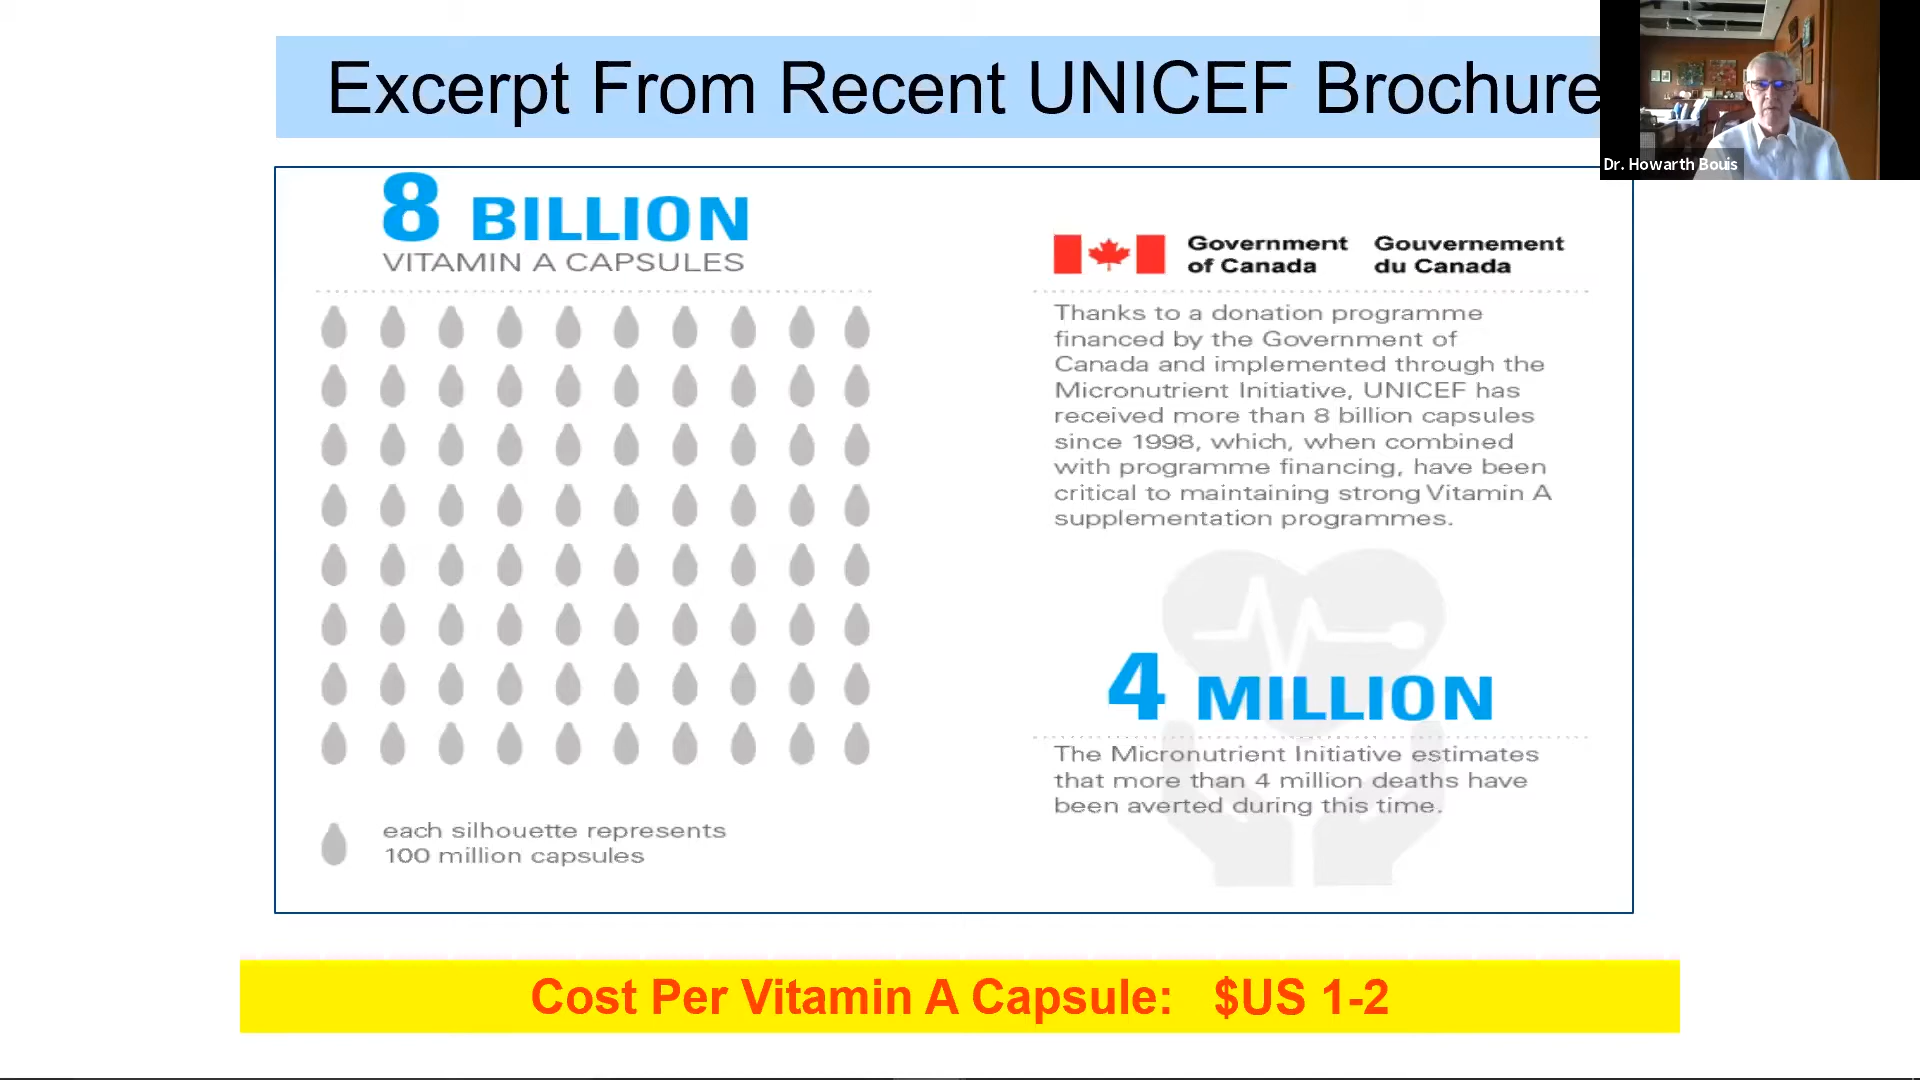 Excerpt From Recent UNICEF Brochure
Dr. Howarth Bouis
8 BILLION
VITAMIN A CAPSULES
each silhouette represents
100 million capsules
Government
of Canada
Gouvernement
du Canada
Thanks to a donation programme
financed by the Government of
Canada and implemented through the
Micronutrient Initiative, UNICEF has
received more than 8 billion capsules
since 1998, which, when combined
with programme financing, have been
critical to maintaining strong Vitamin A
supplementation programmes.
4 MILLION
The Micronutrient Initiative estimates
that more than 4 million deaths have
been averted during this time.
Cost Per Vitamin A Capsule: $US 1-2